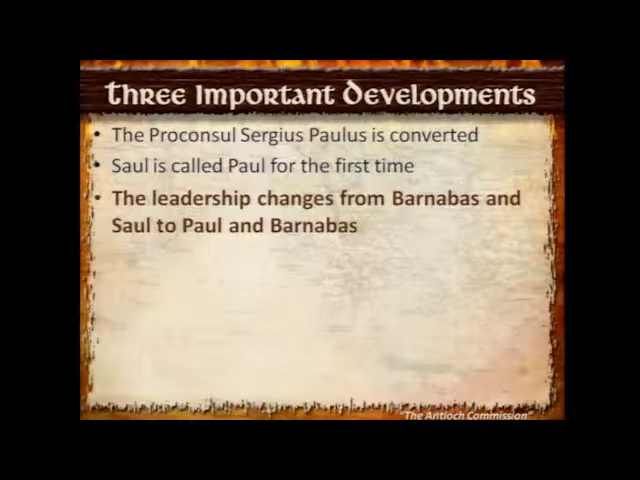 Three Important Developments
• The Proconsul Sergius Paulus is converted
• Saul is called Paul for the first time
• The leadership changes from Barnabas and
Saul to Paul and Barnabas
"The Antioch Commission"